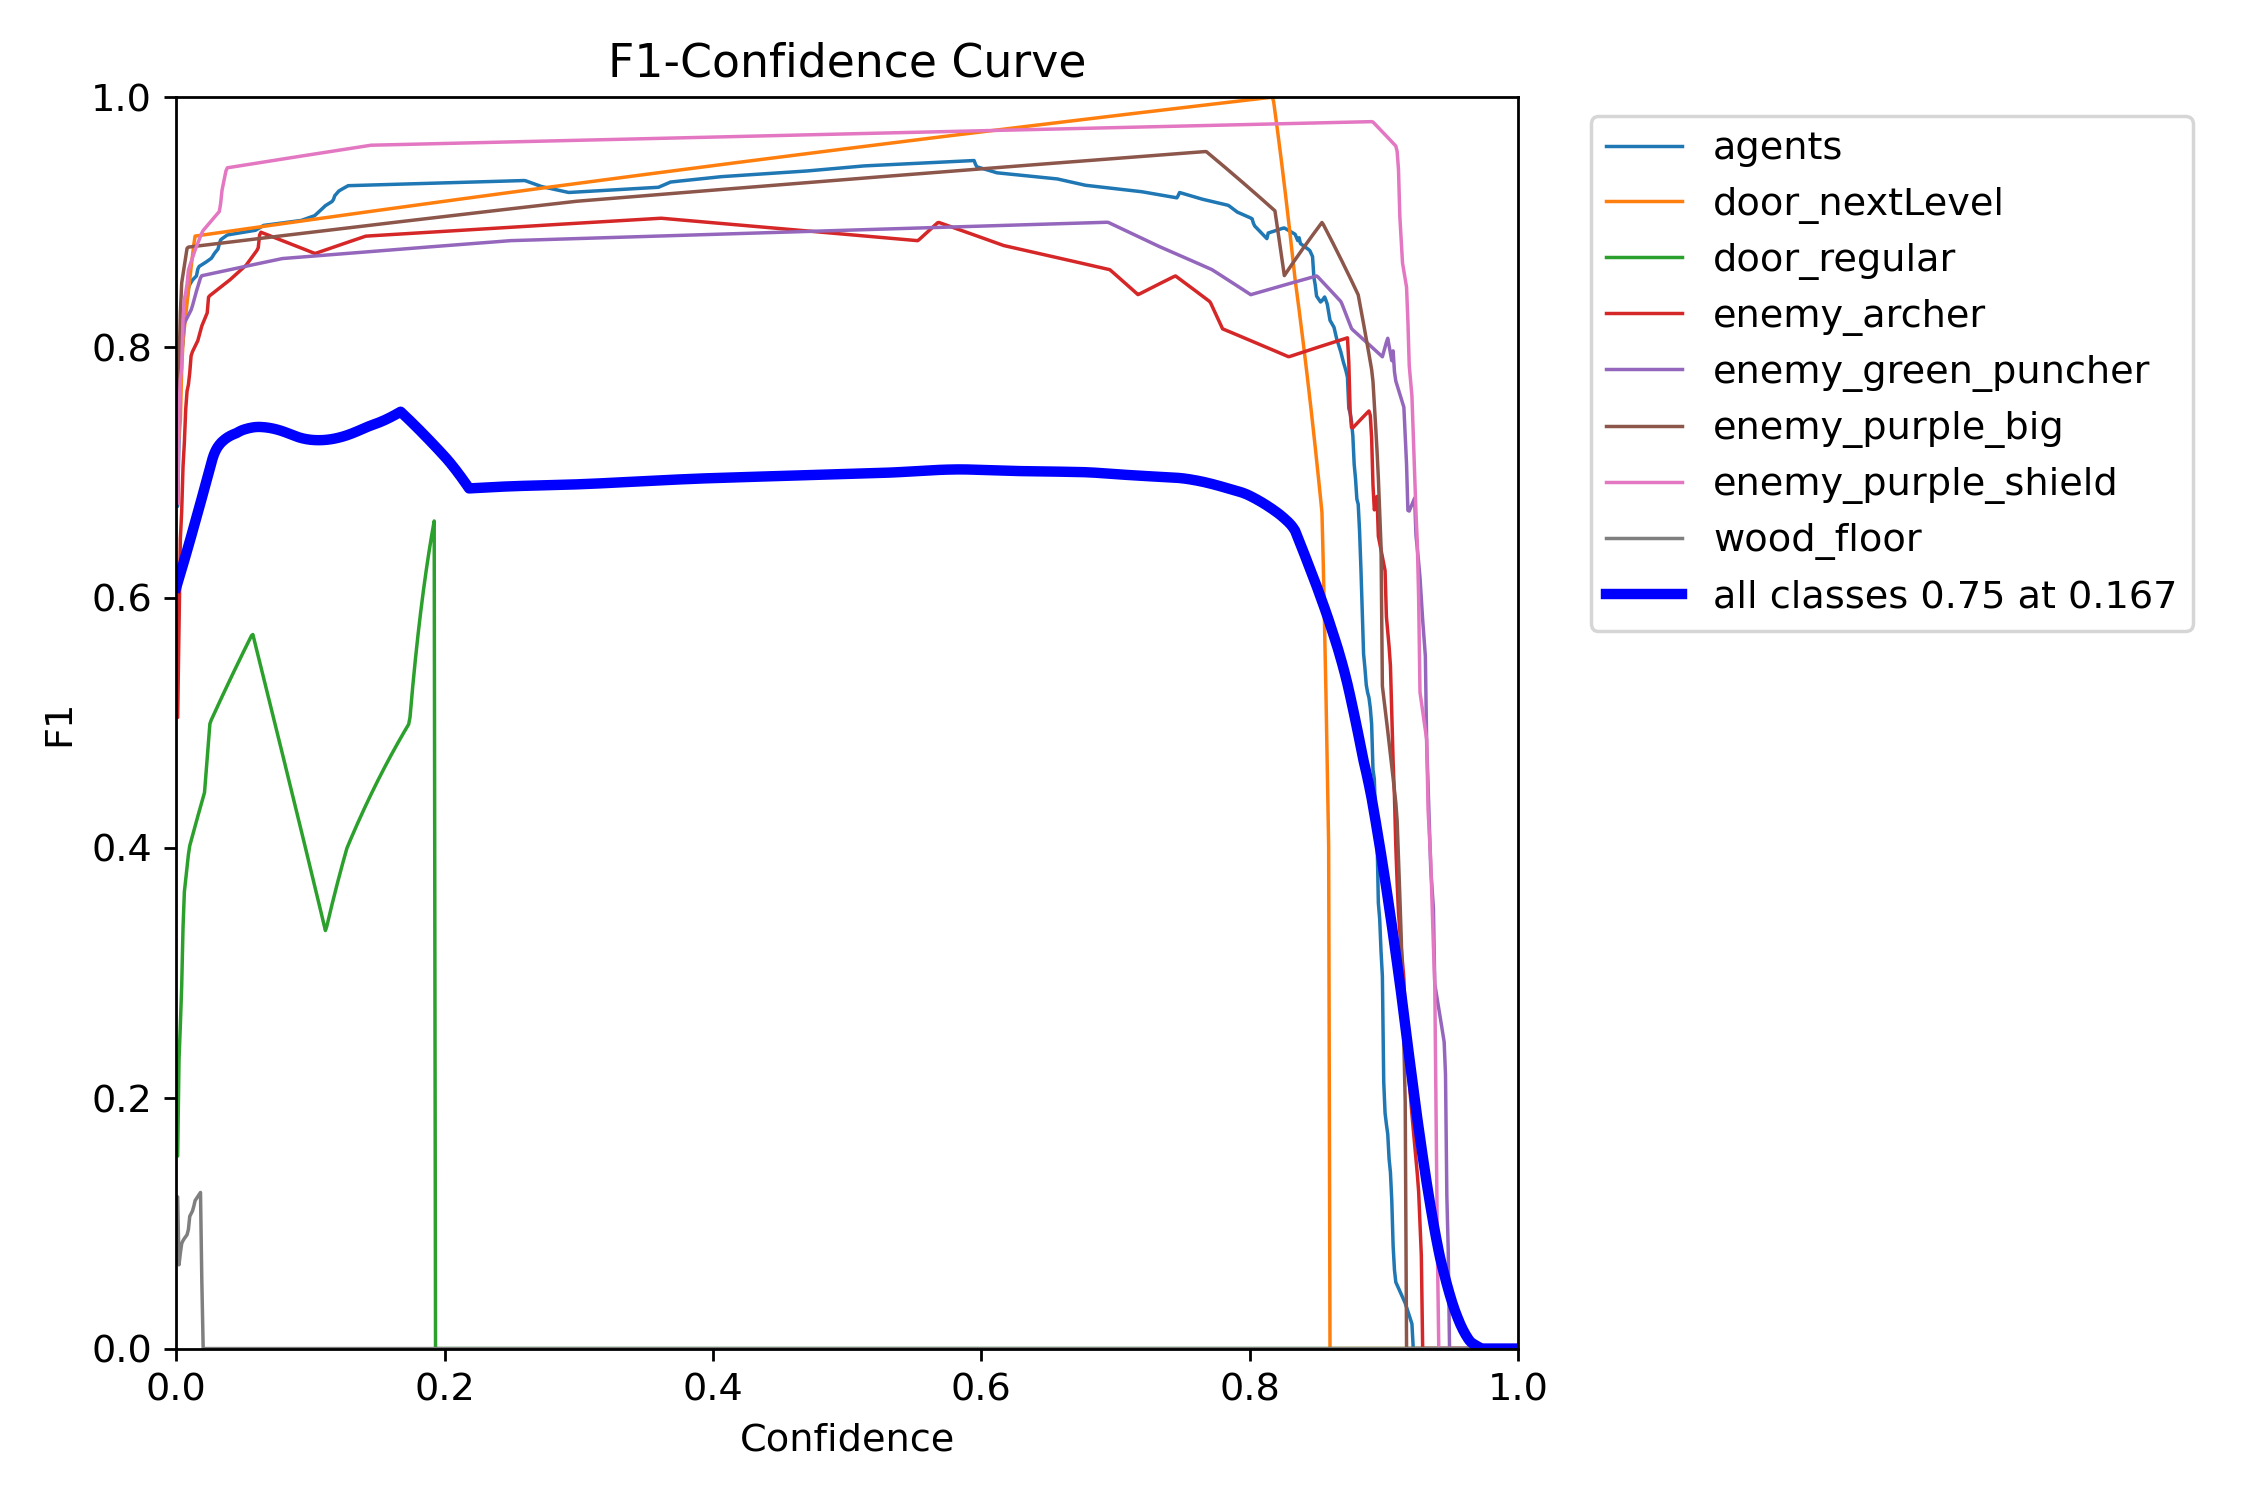 F1-Confidence Curve
1.0
0.8
0.6
0.4
0.2
0.0
F1
0.0 0.2 0.4 0.6 0.8 1.0
Confidence
agents
door_nextLevel
door_regular
enemy_archer
enemy_green_puncher
enemy_purple_big
enemy_purple_shield
wood_floor
all classes 0.75 at 0.167